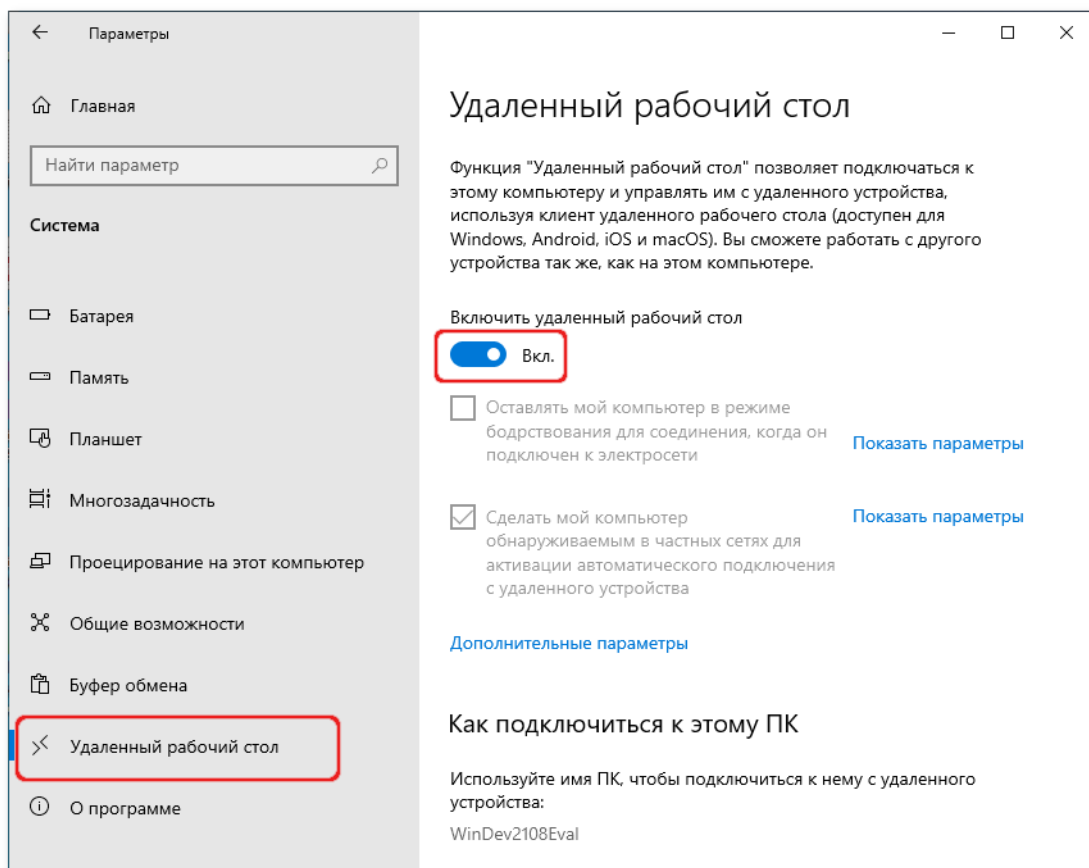 Параметры
Главная
Найти параметр
Система
Батарея
Память
Планшет
Многозадачность
Проецирование на этот компьютер
Общие возможности
Буфер обмена
Удаленный рабочий стол
О программе
Удаленный рабочий стол
Функция "Удаленный рабочий стол" позволяет подключаться к
этому компьютеру и управлять им с удаленного устройства,
используя клиент удаленного рабочего стола (доступен для
Windows, Android, iOS и macOS). Вы сможете работать с другого
устройства так же, как на этом компьютере.
Включить удаленный рабочий стол
Вкл.
Оставлять мой компьютер в режиме
бодрствования для соединения, когда он
подключен к электросети
Показать параметры
Сделать мой компьютер
обнаруживаемым в частных сетях для
активации автоматического подключения
с удаленного устройства
Показать параметры
Дополнительные параметры
Как подключиться к этому ПК
Используйте имя ПК, чтобы подключиться к нему с удаленного
устройства:
WinDev2108Eval